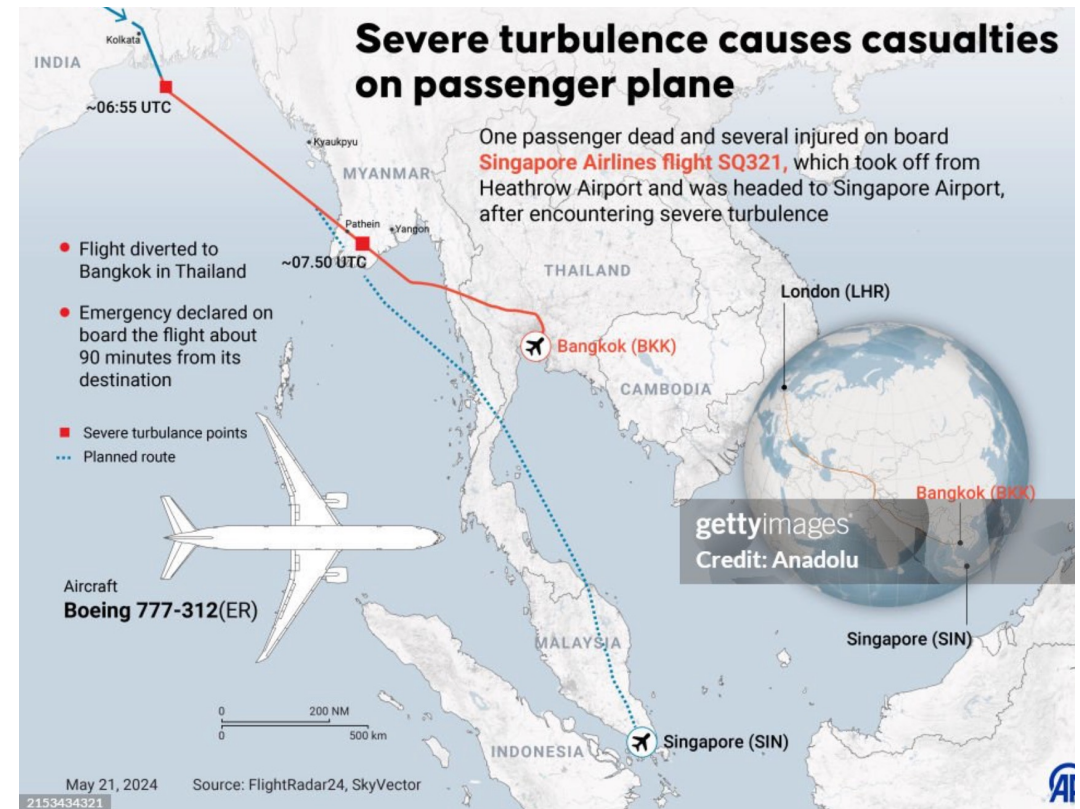 Severe turbulence causes casualties
on passenger plane
One passenger dead and several injured on board
Singapore Airlines flight SQ321, which took off from
Heathrow Airport and was headed to Singapore Airport,
after encountering severe turbulence
Kolkata
INDIA
~06:55 UTC
Kyaukpyu
MYANMAR
Pathein
Yangon
~07.50 UTC
Flight diverted to
Bangkok in Thailand
Emergency declared on
board the flight about
90 minutes from its
destination
Severe turbulance points
Planned route
THAILAND
Bangkok (BKK)
CAMBODIA
London (LHR)
Bangkok (BKK)
gettyimages
Credit: Anadolu
Singapore (SIN)
Aircraft
Boeing 777-312(ER)
MALAYSIA
0 200 NM
0 500 km
INDONESIA
Singapore (SIN)
May 21, 2024
Source: FlightRadar24, SkyVector
2153434321